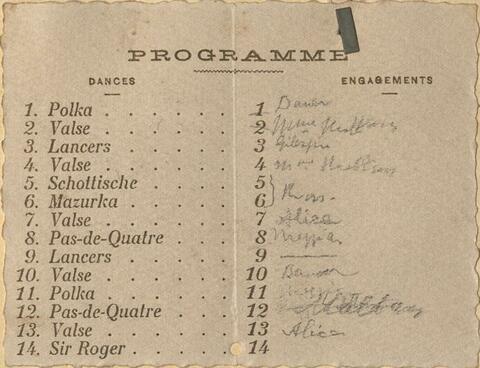 PROGRAMME
DANCES ENGAGEMENTS
1. Polka . . . . . . 1
2. Valse . . . . . . 2
3. Lancers . . . . . 3
4. Valse . . . . . . 4
5. Schottische . . . 5
6. Mazurka . . . . 6
7. Valse . . . . . . 7 Alice
8. Pas-de-Quatre . . 8
9. Lancers . . . . . 9
10. Valse . . . . . . 10
11. Polka . . . . . . 11
12. Pas-de-Quatre . . 12
13. Valse . . . . . . 13 Alice
14. Sir Roger . . . . 14